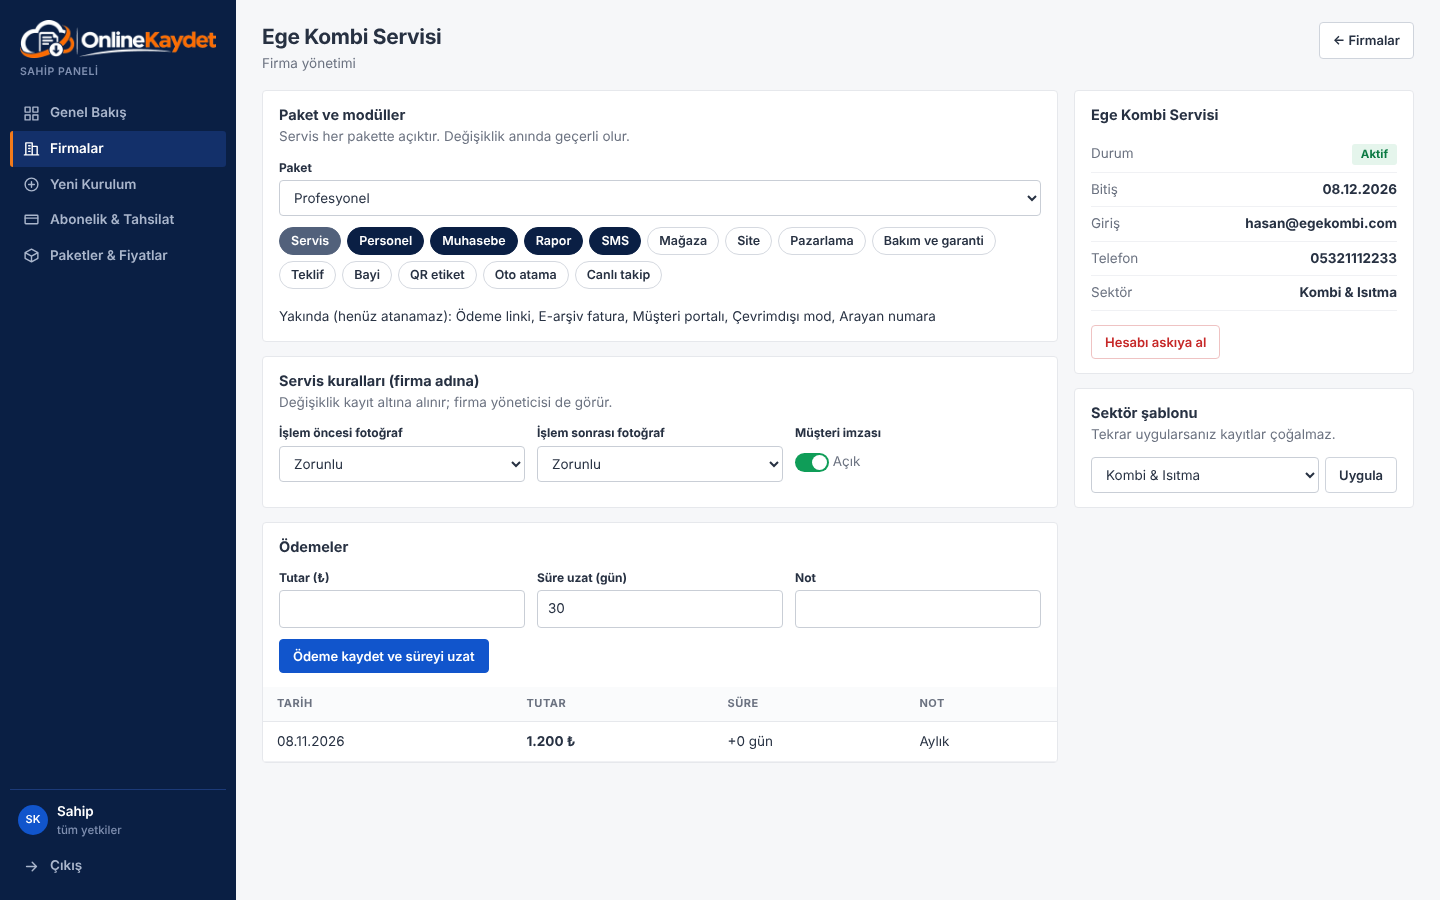 OnlineKaydet
SAHİP PANELİ
Genel Bakış
Firmalar
Yeni Kurulum
Abonelik & Tahsilat
Paketler & Fiyatlar
SK
Sahip
tüm yetkiler
→ Çıkış
Ege Kombi Servisi
Firma yönetimi
← Firmalar
Paket ve modüller
Servis her pakette açıktır. Değişiklik anında geçerli olur.
Paket
Profesyonel
Servis Personel Muhasebe Rapor SMS Mağaza Site Pazarlama Bakım ve garanti
Teklif Bayi QR etiket Oto atama Canlı takip
Yakında (henüz atanamaz): Ödeme linki, E-arşiv fatura, Müşteri portalı, Çevrimdışı mod, Arayan numara
Servis kuralları (firma adına)
Değişiklik kayıt altına alınır; firma yöneticisi de görür.
İşlem öncesi fotoğraf İşlem sonrası fotoğraf Müşteri imzası
Zorunlu Zorunlu Açık
Ödemeler
Tutar (₺) Süre uzat (gün) Not
30
Ödeme kaydet ve süreyi uzat
TARİH TUTAR SÜRE NOT
08.11.2026 1.200 ₺ +0 gün Aylık
Ege Kombi Servisi
Durum Aktif
Bitiş 08.12.2026
Giriş hasan@egekombi.com
Telefon 05321112233
Sektör Kombi & Isıtma
Hesabı askıya al
Sektör şablonu
Tekrar uygularsanız kayıtlar çoğalmaz.
Kombi & Isıtma Uygula